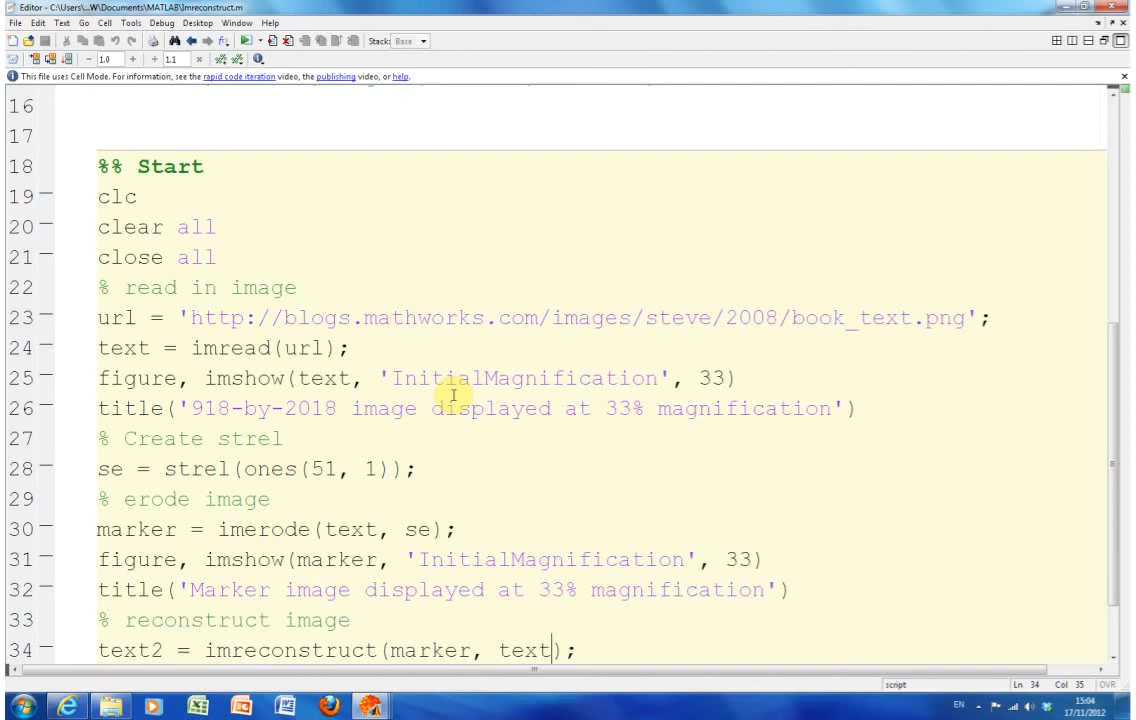 Editor - C:\Users\...W\Documents\MATLAB\Imreconstruct.m
File Edit Text Go Cell Tools Debug Desktop Window Help
Stack: Base
− 1.0 + ÷ 1.1 ×
This file uses Cell Mode. For information, see the rapid code iteration video, the publishing video, or help.
16
17
18 %% Start
19 clc
20 clear all
21 close all
22 % read in image
23 url = 'http://blogs.mathworks.com/images/steve/2008/book_text.png';
24 text = imread(url);
25 figure, imshow(text, 'InitialMagnification', 33)
26 title('918-by-2018 image displayed at 33% magnification')
27 % Create strel
28 se = strel(ones(51, 1));
29 % erode image
30 marker = imerode(text, se);
31 figure, imshow(marker, 'InitialMagnification', 33)
32 title('Marker image displayed at 33% magnification')
33 % reconstruct image
34 text2 = imreconstruct(marker, text);
script Ln 34 Col 35 OVR
EN 15:04
17/11/2012